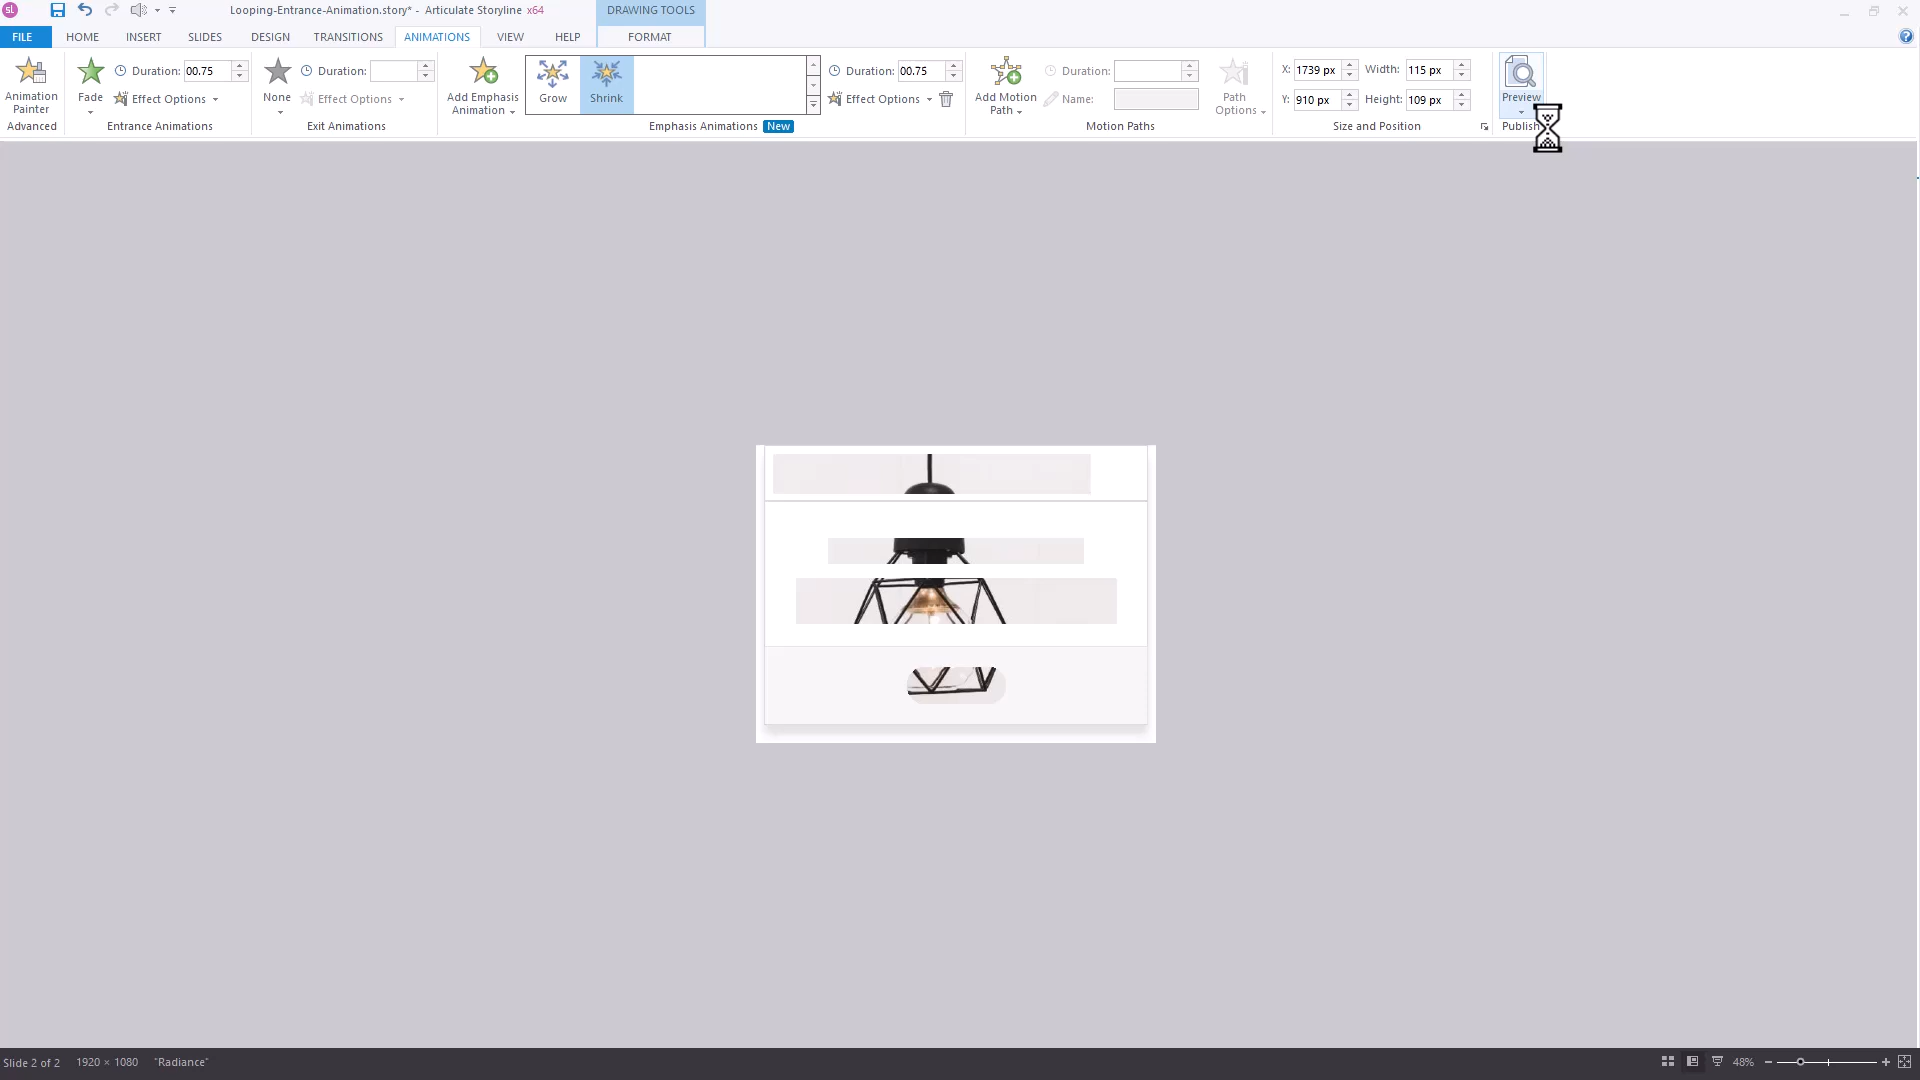 sl
Looping-Entrance-Animation.story* - Articulate Storyline x64
DRAWING TOOLS
FILE HOME INSERT SLIDES DESIGN TRANSITIONS ANIMATIONS VIEW HELP FORMAT
Animation Painter
Advanced
Fade
Duration: 00.75
Effect Options
Entrance Animations
None
Duration:
Effect Options
Exit Animations
Add Emphasis Animation
Grow
Shrink
Duration: 00.75
Effect Options
Emphasis Animations New
Add Motion Path
Duration:
Name:
Path Options
Motion Paths
X: 1739 px Width: 115 px
Y: 910 px Height: 109 px
Size and Position
Preview
Publish
Slide 2 of 2 1920 × 1080 "Radiance" 48%